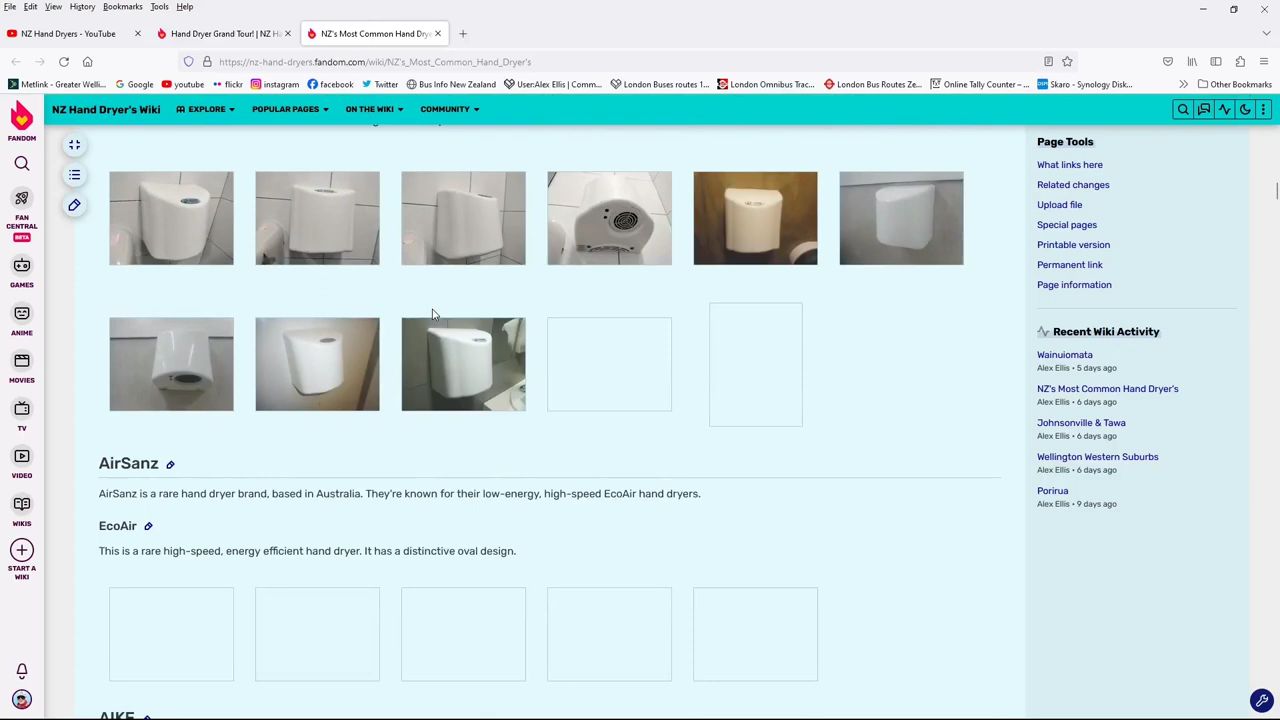 File Edit View History Bookmarks Tools Help
NZ Hand Dryers - YouTube
Hand Dryer Grand Tour! | NZ Ha
NZ's Most Common Hand Drye
https://nz-hand-dryers.fandom.com/wiki/NZ's_Most_Common_Hand_Dryer's
Metlink - Greater Welli... Google youtube flickr instagram facebook Twitter Bus Info New Zealand User:Alex Ellis | Comm... London Buses routes 1... London Omnibus Trac... London Bus Routes Ze... Online Tally Counter –... Skaro - Synology Disk... Other Bookmarks
FANDOM
NZ Hand Dryer's Wiki EXPLORE POPULAR PAGES ON THE WIKI COMMUNITY
FAN CENTRAL
BETA
GAMES
ANIME
MOVIES
TV
VIDEO
WIKIS
START A WIKI
AirSanz
AirSanz is a rare hand dryer brand, based in Australia. They're known for their low-energy, high-speed EcoAir hand dryers.
EcoAir
This is a rare high-speed, energy efficient hand dryer. It has a distinctive oval design.
AIKE
Page Tools
What links here
Related changes
Upload file
Special pages
Printable version
Permanent link
Page information
Recent Wiki Activity
Wainuiomata
Alex Ellis • 5 days ago
NZ's Most Common Hand Dryer's
Alex Ellis • 6 days ago
Johnsonville & Tawa
Alex Ellis • 6 days ago
Wellington Western Suburbs
Alex Ellis • 6 days ago
Porirua
Alex Ellis • 9 days ago